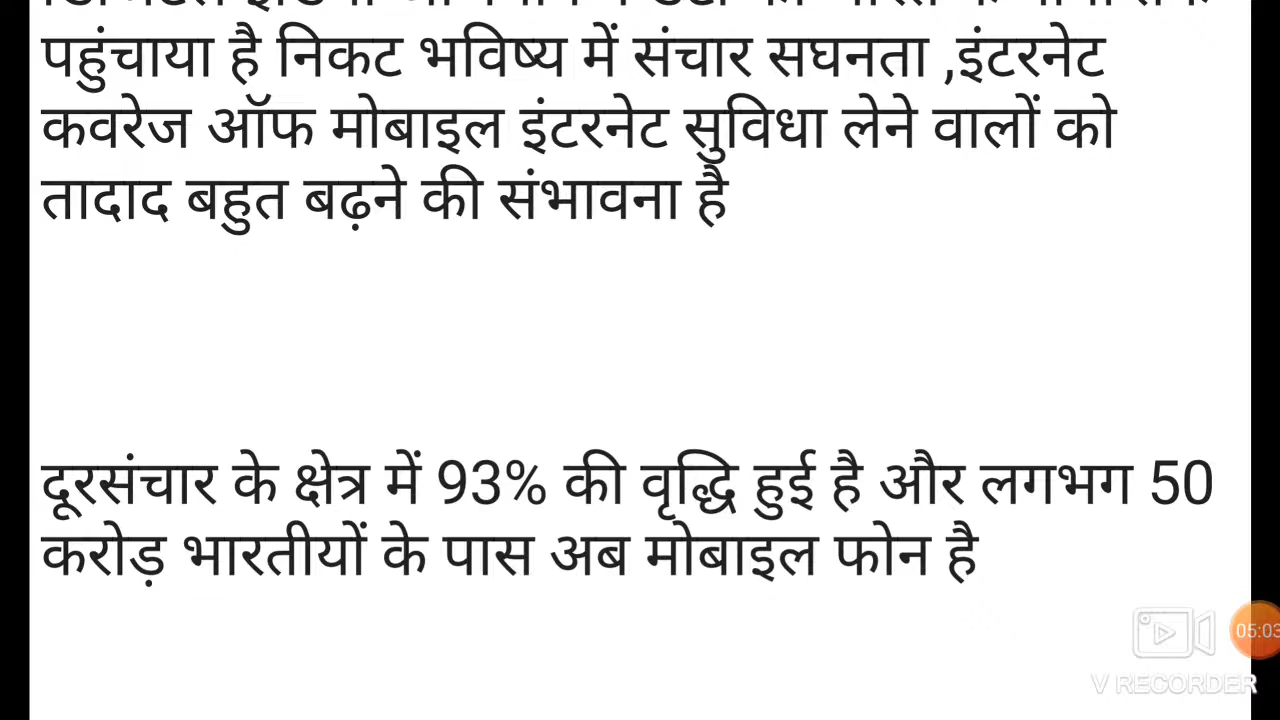 पहुंचाया है निकट भविष्य में संचार सघनता ,इंटरनेट
कवरेज ऑफ मोबाइल इंटरनेट सुविधा लेने वालों को
तादाद बहुत बढ़ने की संभावना है
दूरसंचार के क्षेत्र में 93% की वृद्धि हुई है और लगभग 50
करोड़ भारतीयों के पास अब मोबाइल फोन है
05:03
V RECORDER